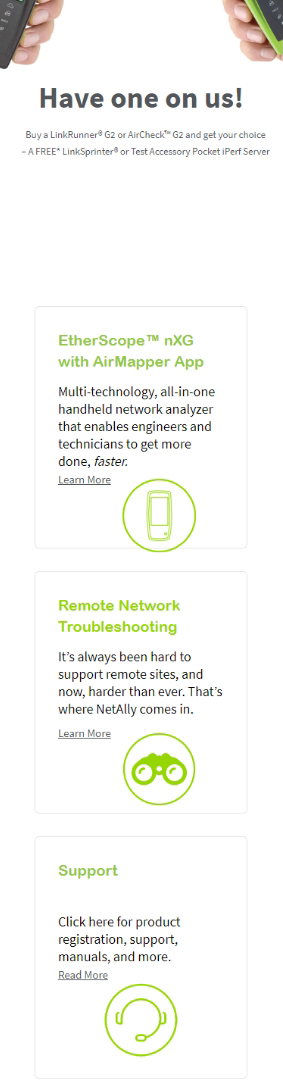 Have one on us!
Buy a LinkRunner® G2 or AirCheck™ G2 and get your choice
– A FREE* LinkSprinter® or Test Accessory Pocket iPerf Server
EtherScope™ nXG
with AirMapper App
Multi-technology, all-in-one
handheld network analyzer
that enables engineers and
technicians to get more
done, faster.
Learn More
Remote Network
Troubleshooting
It's always been hard to
support remote sites, and
now, harder than ever. That's
where NetAlly comes in.
Learn More
Support
Click here for product
registration, support,
manuals, and more.
Read More